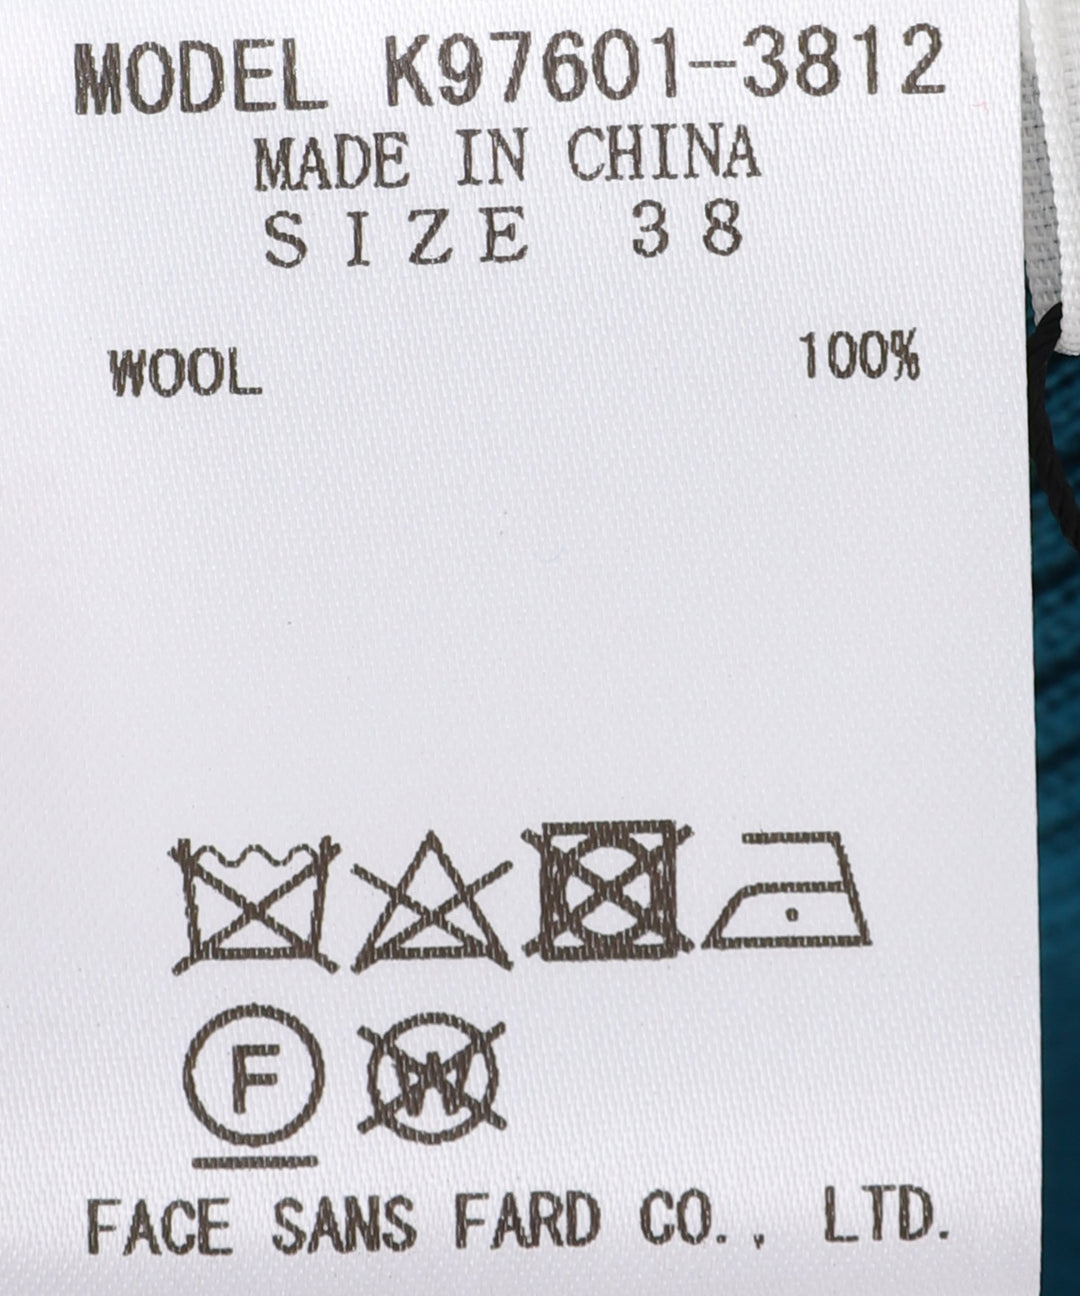 MODEL K97601-3812
MADE IN CHINA
SIZE 38
WOOL 100%
F W
FACE SANS FARD CO., LTD.